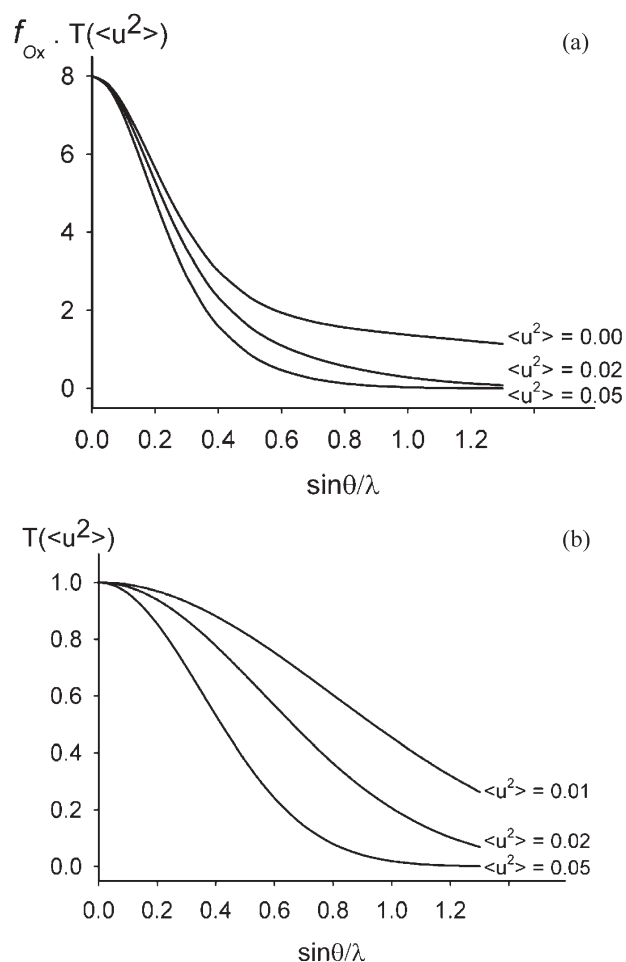 f_Ox . T(<u²>)
(a)
8
6
4
2
0
<u²> = 0.00
<u²> = 0.02
<u²> = 0.05
0.0 0.2 0.4 0.6 0.8 1.0 1.2
sinθ/λ
T(<u²>)
(b)
1.0
0.8
0.6
0.4
0.2
0.0
<u²> = 0.01
<u²> = 0.02
<u²> = 0.05
0.0 0.2 0.4 0.6 0.8 1.0 1.2
sinθ/λ